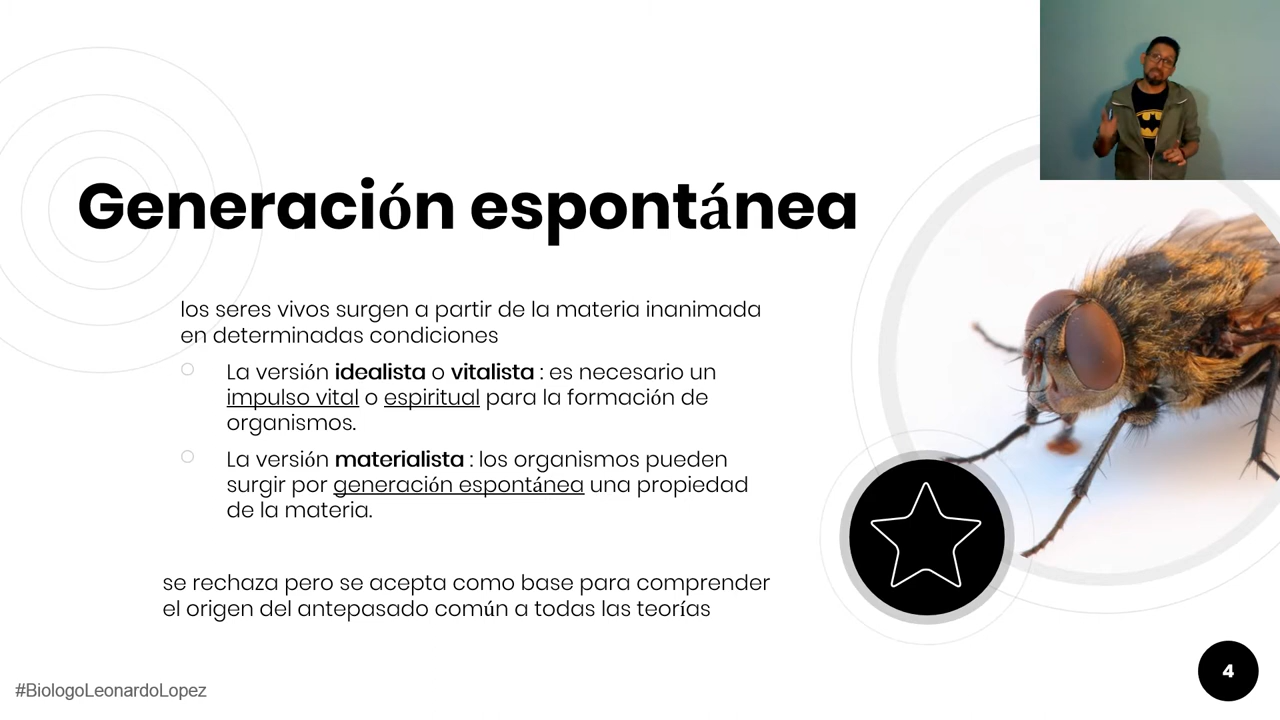 Generación espontánea
los seres vivos surgen a partir de la materia inanimada
en determinadas condiciones
La versión idealista o vitalista : es necesario un
impulso vital o espiritual para la formación de
organismos.
La versión materialista : los organismos pueden
surgir por generación espontánea una propiedad
de la materia.
se rechaza pero se acepta como base para comprender
el origen del antepasado común a todas las teorías
#BiologoLeonardoLopez
4